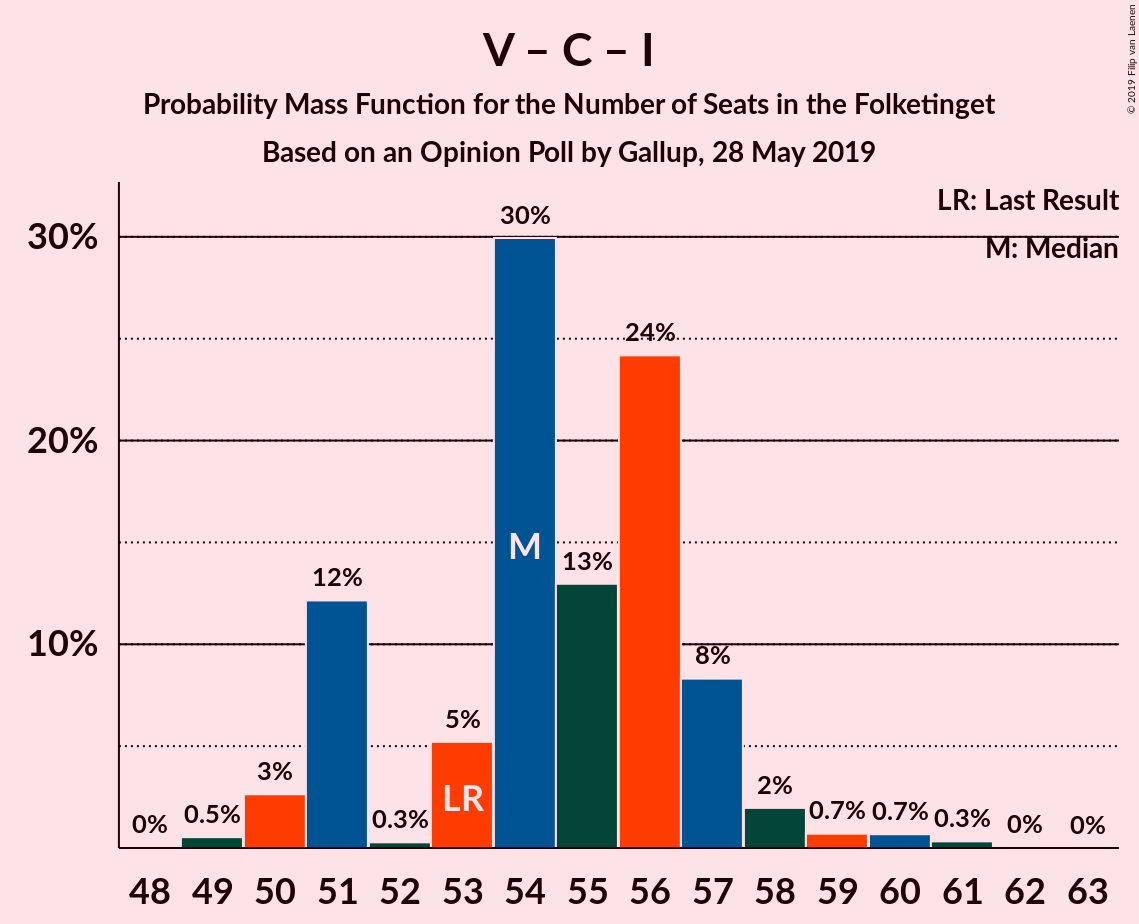 V – C – I
Probability Mass Function for the Number of Seats in the Folketinget
Based on an Opinion Poll by Gallup, 28 May 2019
© 2019 Filip van Laenen
LR: Last Result
M: Median
30%
20%
10%
0%
0.5%
3%
12%
0.3%
5%
30%
13%
24%
8%
2%
0.7%
0.7%
0.3%
0%
0%
M
LR
48 49 50 51 52 53 54 55 56 57 58 59 60 61 62 63